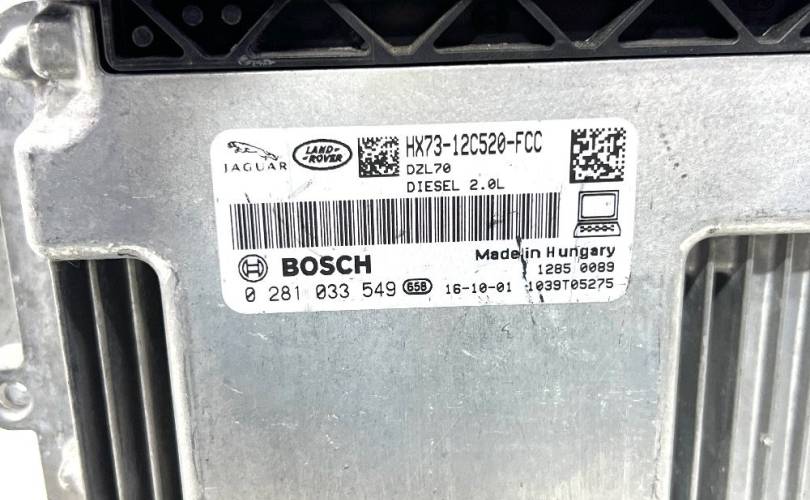 JAGUAR
LAND-
ROVER
HX73-12C520-FCC
DZL70
DIESEL 2.0L
BOSCH
Made in Hungary
1285 0089
0 281 033 549 65B 16-10-01 1039T05275